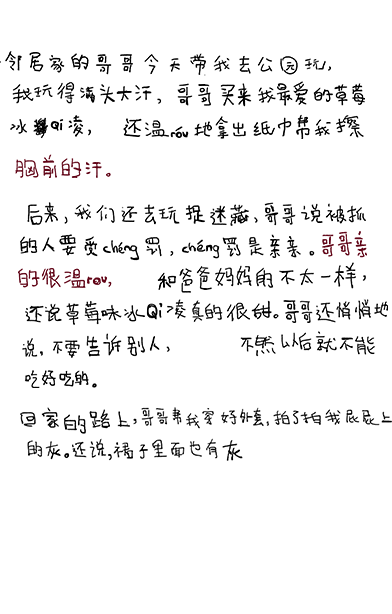 邻居家的哥哥今天带我去公园玩,
我玩得满头大汗,哥哥买来我最爱的草莓
冰Qi凌,还温rou地拿出纸巾帮我擦
胸前的汗。
后来,我们还去玩捉迷藏,哥哥说被抓
的人要受chéng罚,chéng罚是亲亲。哥哥亲
的很温rou,和爸爸妈妈的不太一样,
还说草莓味冰Qi凌真的很甜。哥哥还悄悄地
说,不要告诉别人,不然以后就不能
吃好吃的。
回家的路上,哥哥帮我穿好外套,拍了拍我屁屁上
的灰。还说,裙子里面也有灰